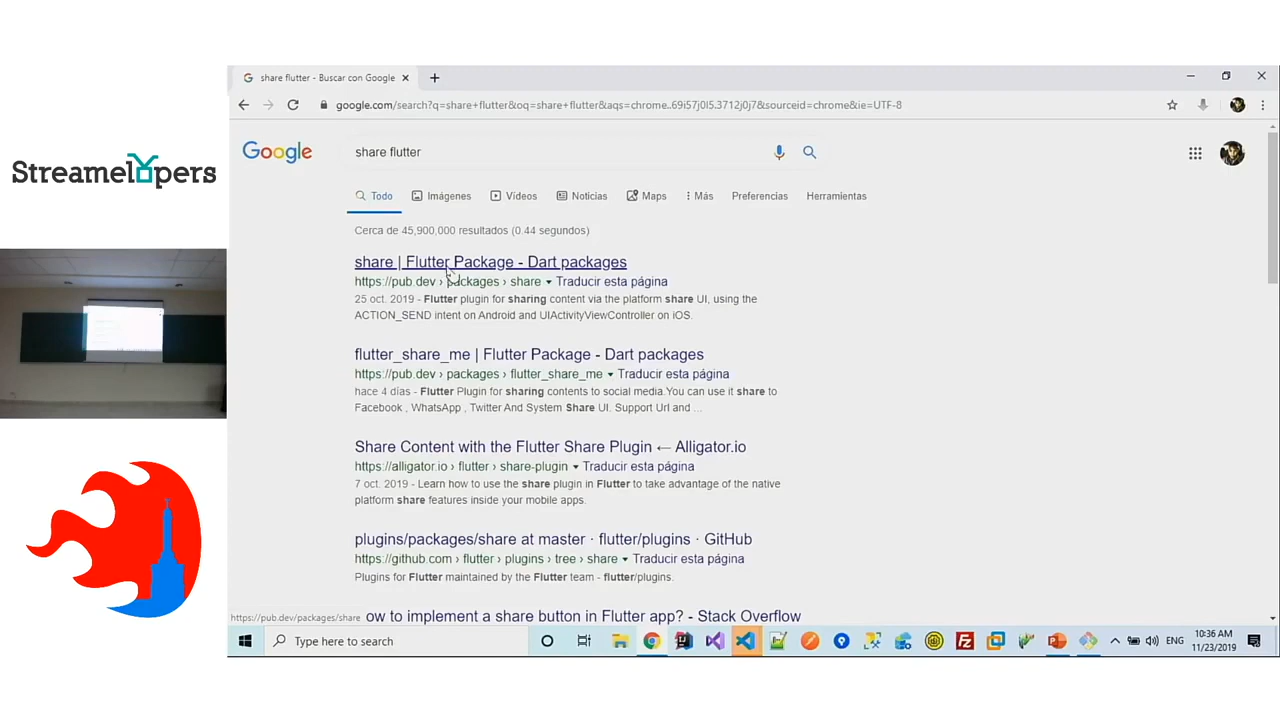 share flutter - Buscar con Google
google.com/search?q=share+flutter&oq=share+flutter&aqs=chrome..69i57j0l5.3712j0j7&sourceid=chrome&ie=UTF-8
Streamelopers
Google
share flutter
Todo
Imágenes
Vídeos
Noticias
Maps
Más
Preferencias
Herramientas
Cerca de 45,900,000 resultados (0.44 segundos)
share | Flutter Package - Dart packages
https://pub.dev › packages › share ▾ Traducir esta página
25 oct. 2019 - Flutter plugin for sharing content via the platform share UI, using the
ACTION_SEND intent on Android and UIActivityViewController on iOS.
flutter_share_me | Flutter Package - Dart packages
https://pub.dev › packages › flutter_share_me ▾ Traducir esta página
hace 4 días - Flutter Plugin for sharing contents to social media.You can use it share to
Facebook , WhatsApp , Twitter And System Share UI. Support Url and ...
Share Content with the Flutter Share Plugin ← Alligator.io
https://alligator.io › flutter › share-plugin ▾ Traducir esta página
7 oct. 2019 - Learn how to use the share plugin in Flutter to take advantage of the native
platform share features inside your mobile apps.
plugins/packages/share at master · flutter/plugins · GitHub
https://github.com › flutter › plugins › tree › share ▾ Traducir esta página
Plugins for Flutter maintained by the Flutter team - flutter/plugins.
https://pub.dev/packages/share
ow to implement a share button in Flutter app? - Stack Overflow
Type here to search
ENG
10:36 AM
11/23/2019